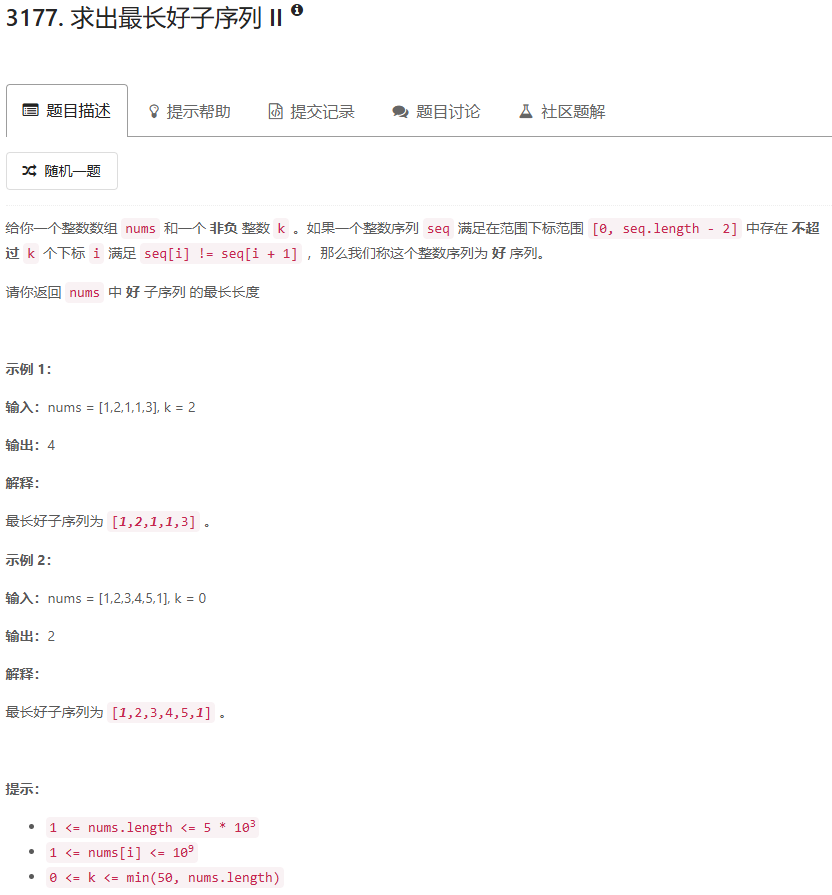 3177. 求出最长好子序列 II
题目描述 提示帮助 提交记录 题目讨论 社区题解
随机一题
给你一个整数数组 nums 和一个 非负 整数 k 。如果一个整数序列 seq 满足在范围下标范围 [0, seq.length - 2] 中存在 不超
过 k 个下标 i 满足 seq[i] != seq[i + 1] ，那么我们称这个整数序列为 好 序列。
请你返回 nums 中 好 子序列 的最长长度
示例 1：
输入：nums = [1,2,1,1,3], k = 2
输出：4
解释：
最长好子序列为 [1,2,1,1,3] 。
示例 2：
输入：nums = [1,2,3,4,5,1], k = 0
输出：2
解释：
最长好子序列为 [1,2,3,4,5,1] 。
提示：
1 <= nums.length <= 5 * 10³
1 <= nums[i] <= 10⁹
0 <= k <= min(50, nums.length)